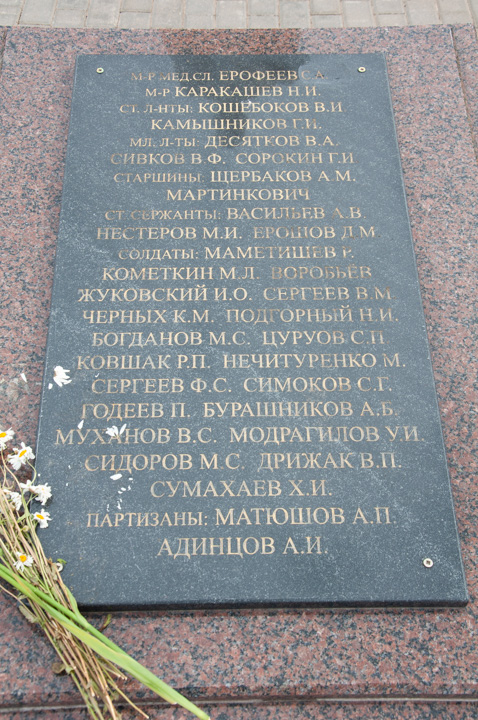 М-Р МЕД.СЛ. ЕРОФЕЕВ С.А.
М-Р КАРАКАШЕВ Н.И.
СТ. Л-НТЫ: КОШЕБОКОВ В.И.
КАМЫШНИКОВ Г.И.
МЛ. Л-ТЫ: ДЕСЯТКОВ В.А.
СИВКОВ В.Ф. СОРОКИН Г.И.
СТАРШИНЫ: ЩЕРБАКОВ А.М.
МАРТИНКОВИЧ
СТ.СЕРЖАНТЫ: ВАСИЛЬЕВ А.В.
НЕСТЕРОВ М.И. ЕРОШОВ Д.М.
СОЛДАТЫ: МАМЕТИШЕВ Р.
КОМЕТКИН М.Л. ВОРОБЬЁВ
ЖУКОВСКИЙ И.О. СЕРГЕЕВ В.М.
ЧЕРНЫХ К.М. ПОДГОРНЫЙ Н.И.
БОГДАНОВ М.С. ЦУРУОВ С.П.
КОВШАК Р.П. НЕЧИТУРЕНКО М.
СЕРГЕЕВ Ф.С. СИМОКОВ С.Г.
ГОДЕЕВ П. БУРАШНИКОВ А.Б.
МУХАНОВ В.С. МОДРАГИЛОВ У.И.
СИДОРОВ М.С. ДРИЖАК В.П.
СУМАХАЕВ Х.И.
ПАРТИЗАНЫ: МАТЮШОВ А.П.
АДИНЦОВ А.И.